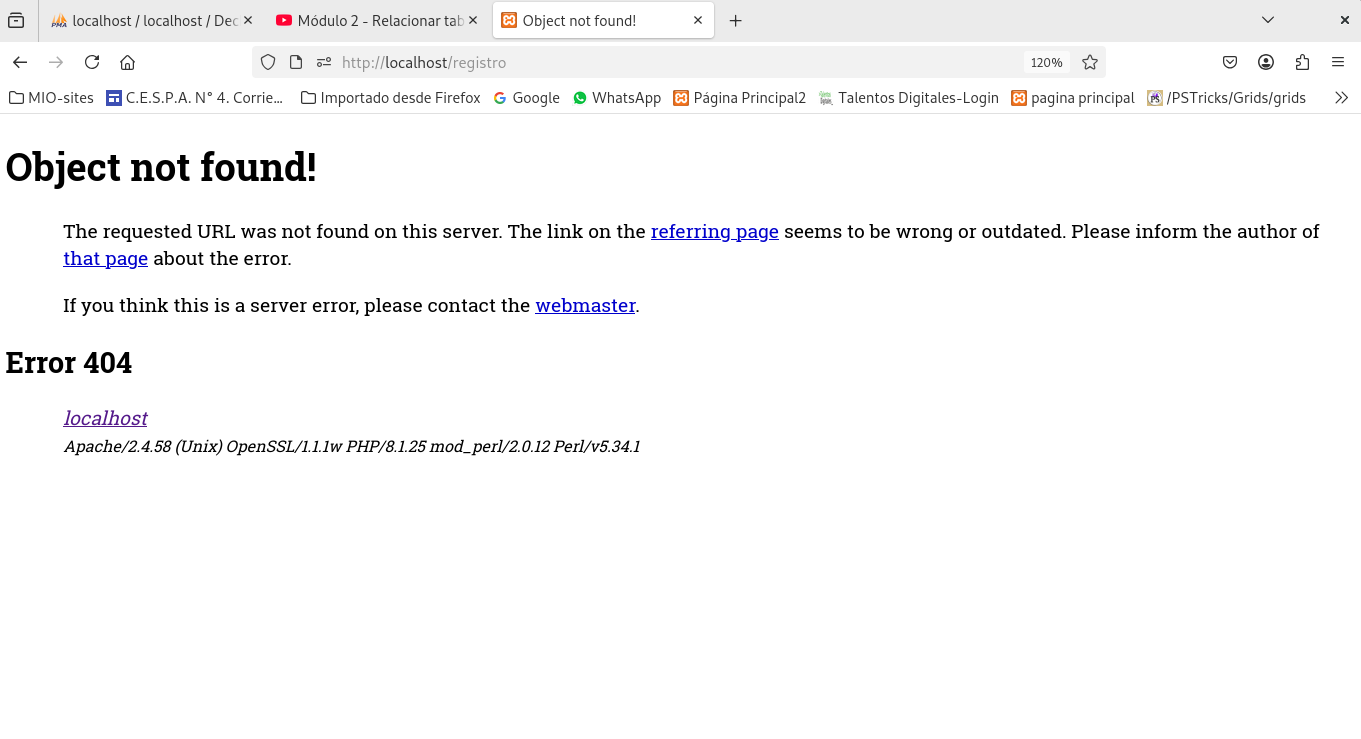 localhost / localhost / Dec
Módulo 2 - Relacionar tab
Object not found!
http://localhost/registro
120%
MIO-sites
C.E.S.P.A. N° 4. Corrie...
Importado desde Firefox
Google
WhatsApp
Página Principal2
Talentos Digitales-Login
pagina principal
/PSTricks/Grids/grids
Object not found!
The requested URL was not found on this server. The link on the referring page seems to be wrong or outdated. Please inform the author of
that page about the error.
If you think this is a server error, please contact the webmaster.
Error 404
localhost
Apache/2.4.58 (Unix) OpenSSL/1.1.1w PHP/8.1.25 mod_perl/2.0.12 Perl/v5.34.1